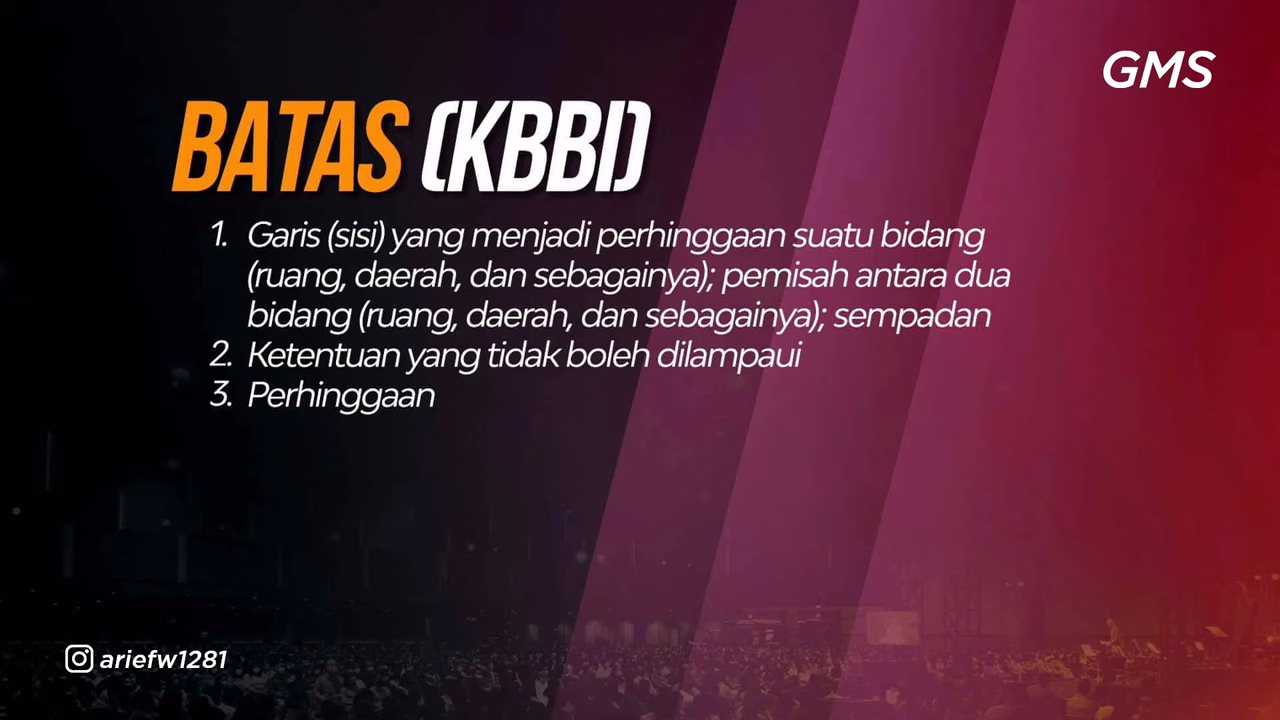 GMS
BATAS (KBBI)
1. Garis (sisi) yang menjadi perhinggaan suatu bidang
(ruang, daerah, dan sebagainya); pemisah antara dua
bidang (ruang, daerah, dan sebagainya); sempadan
2. Ketentuan yang tidak boleh dilampaui
3. Perhinggaan
ariefw1281